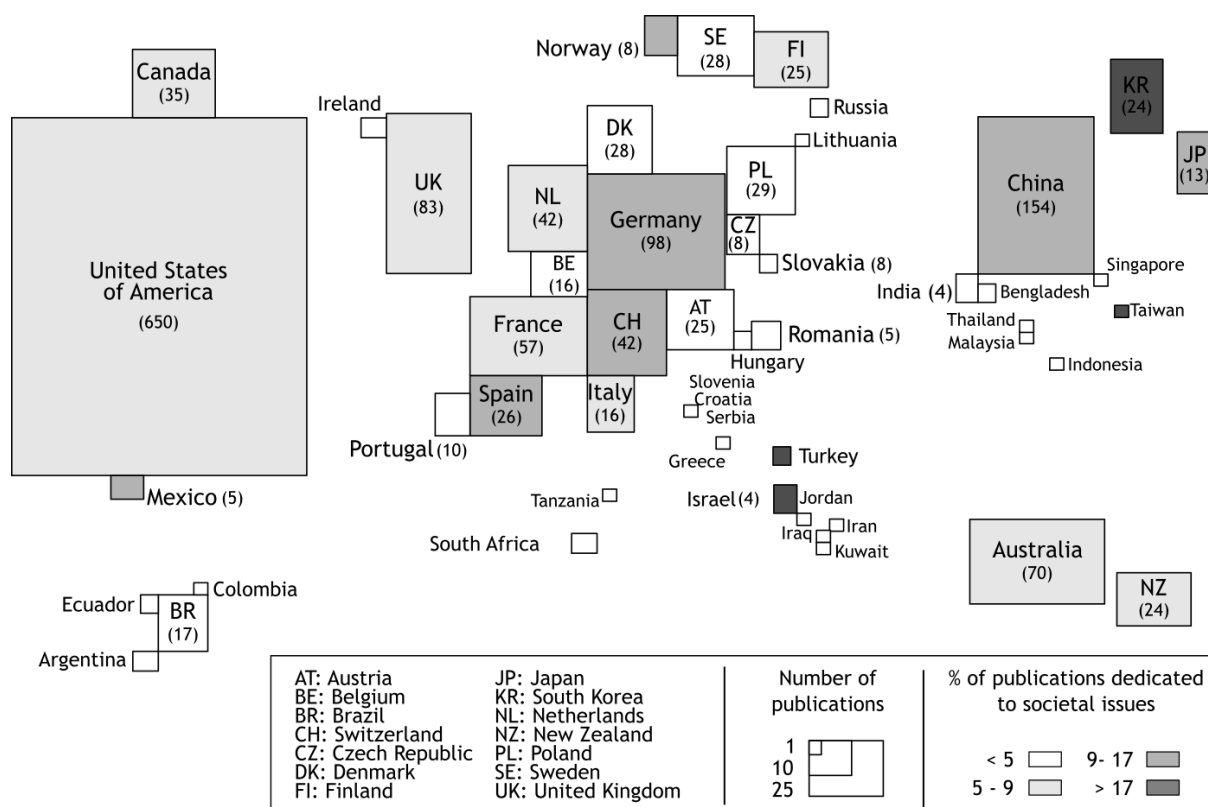 Canada
(35)
United States
of America
(650)
Mexico (5)
Ecuador
Colombia
BR
(17)
Argentina
Ireland
UK
(83)
Norway (8)
SE
(28)
FI
(25)
Russia
Lithuania
DK
(28)
NL
(42)
Germany
(98)
PL
(29)
CZ
(8)
Slovakia (8)
BE
(16)
France
(57)
CH
(42)
AT
(25)
Romania (5)
Hungary
Spain
(26)
Italy
(16)
Portugal (10)
Slovenia
Croatia
Serbia
Greece
Turkey
Tanzania
South Africa
Israel (4)
Jordan
Iraq
Iran
Kuwait
KR
(24)
JP
(13)
China
(154)
India (4)
Bengladesh
Singapore
Taiwan
Thailand
Malaysia
Indonesia
Australia
(70)
NZ
(24)
AT: Austria
BE: Belgium
BR: Brazil
CH: Switzerland
CZ: Czech Republic
DK: Denmark
FI: Finland
JP: Japan
KR: South Korea
NL: Netherlands
NZ: New Zealand
PL: Poland
SE: Sweden
UK: United Kingdom
Number of
publications
1
10
25
% of publications dedicated
to societal issues
< 5
5 - 9
9- 17
> 17